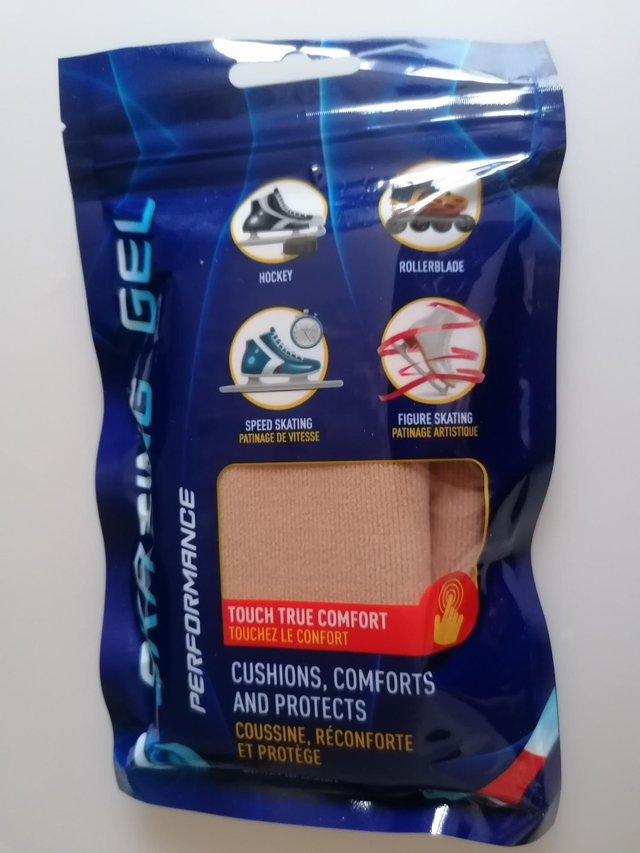 HOCKEY
ROLLERBLADE
SPEED SKATING
PATINAGE DE VITESSE
FIGURE SKATING
PATINAGE ARTISTIQUE
SKATING GEL
PERFORMANCE
TOUCH TRUE COMFORT
TOUCHEZ LE CONFORT
CUSHIONS, COMFORTS
AND PROTECTS
COUSSINE, RÉCONFORTE
ET PROTÈGE